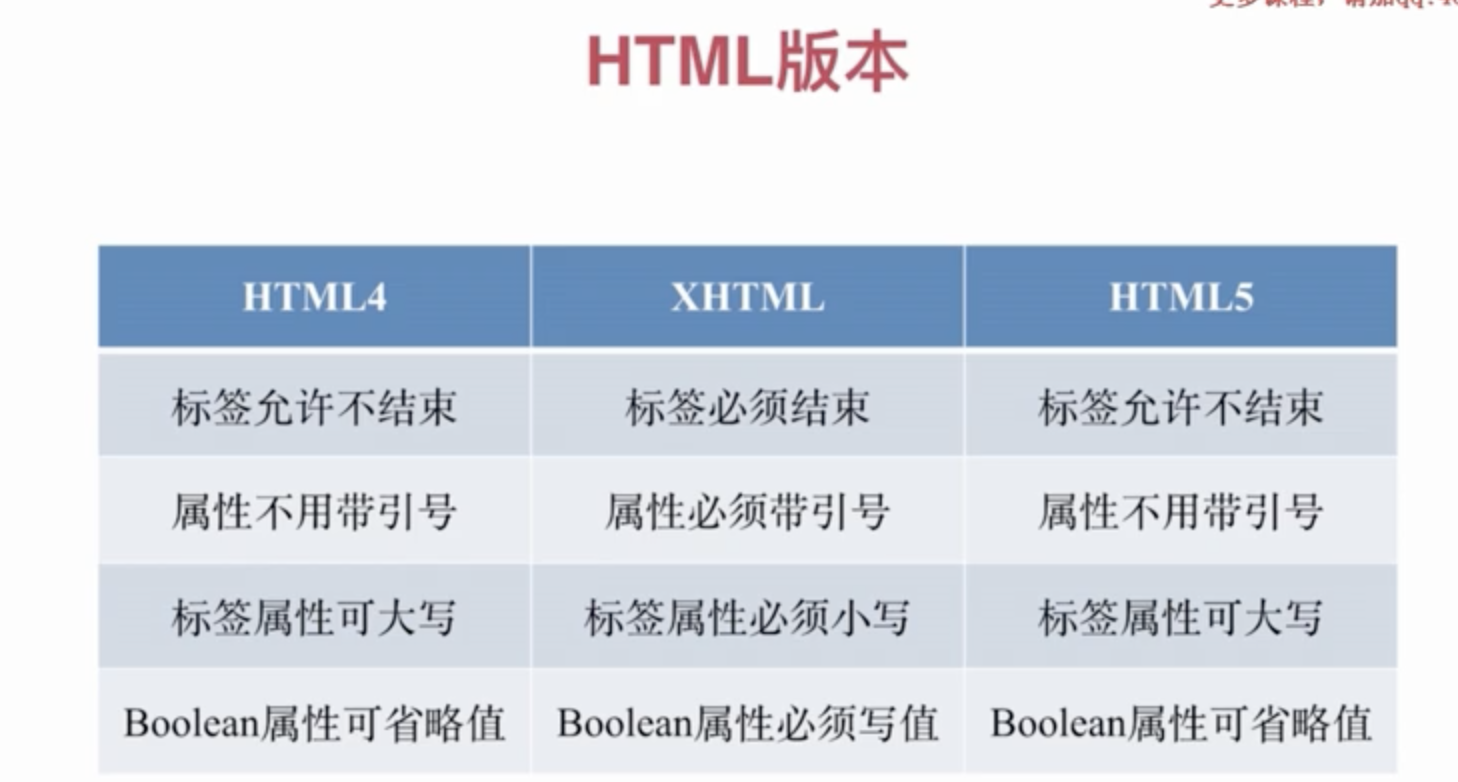 HTML版本
HTML4 XHTML HTML5
标签允许不结束 标签必须结束 标签允许不结束
属性不用带引号 属性必须带引号 属性不用带引号
标签属性可大写 标签属性必须小写 标签属性可大写
Boolean属性可省略值 Boolean属性必须写值 Boolean属性可省略值